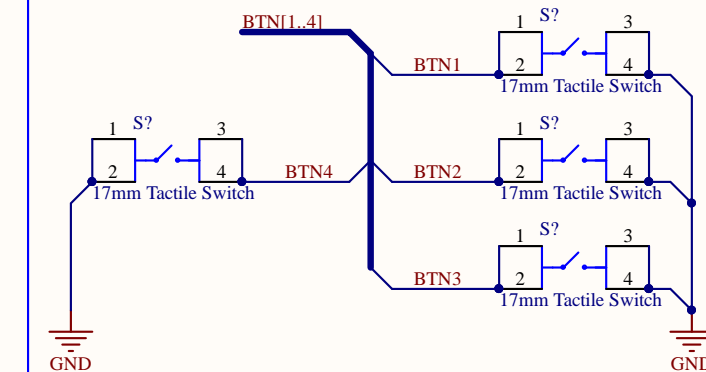 BTN[1..4]
S?
1 3
BTN1
2 4
17mm Tactile Switch
S?
1 3
2 4
BTN4
17mm Tactile Switch
S?
1 3
BTN2
2 4
17mm Tactile Switch
S?
1 3
BTN3
2 4
17mm Tactile Switch
GND
GND